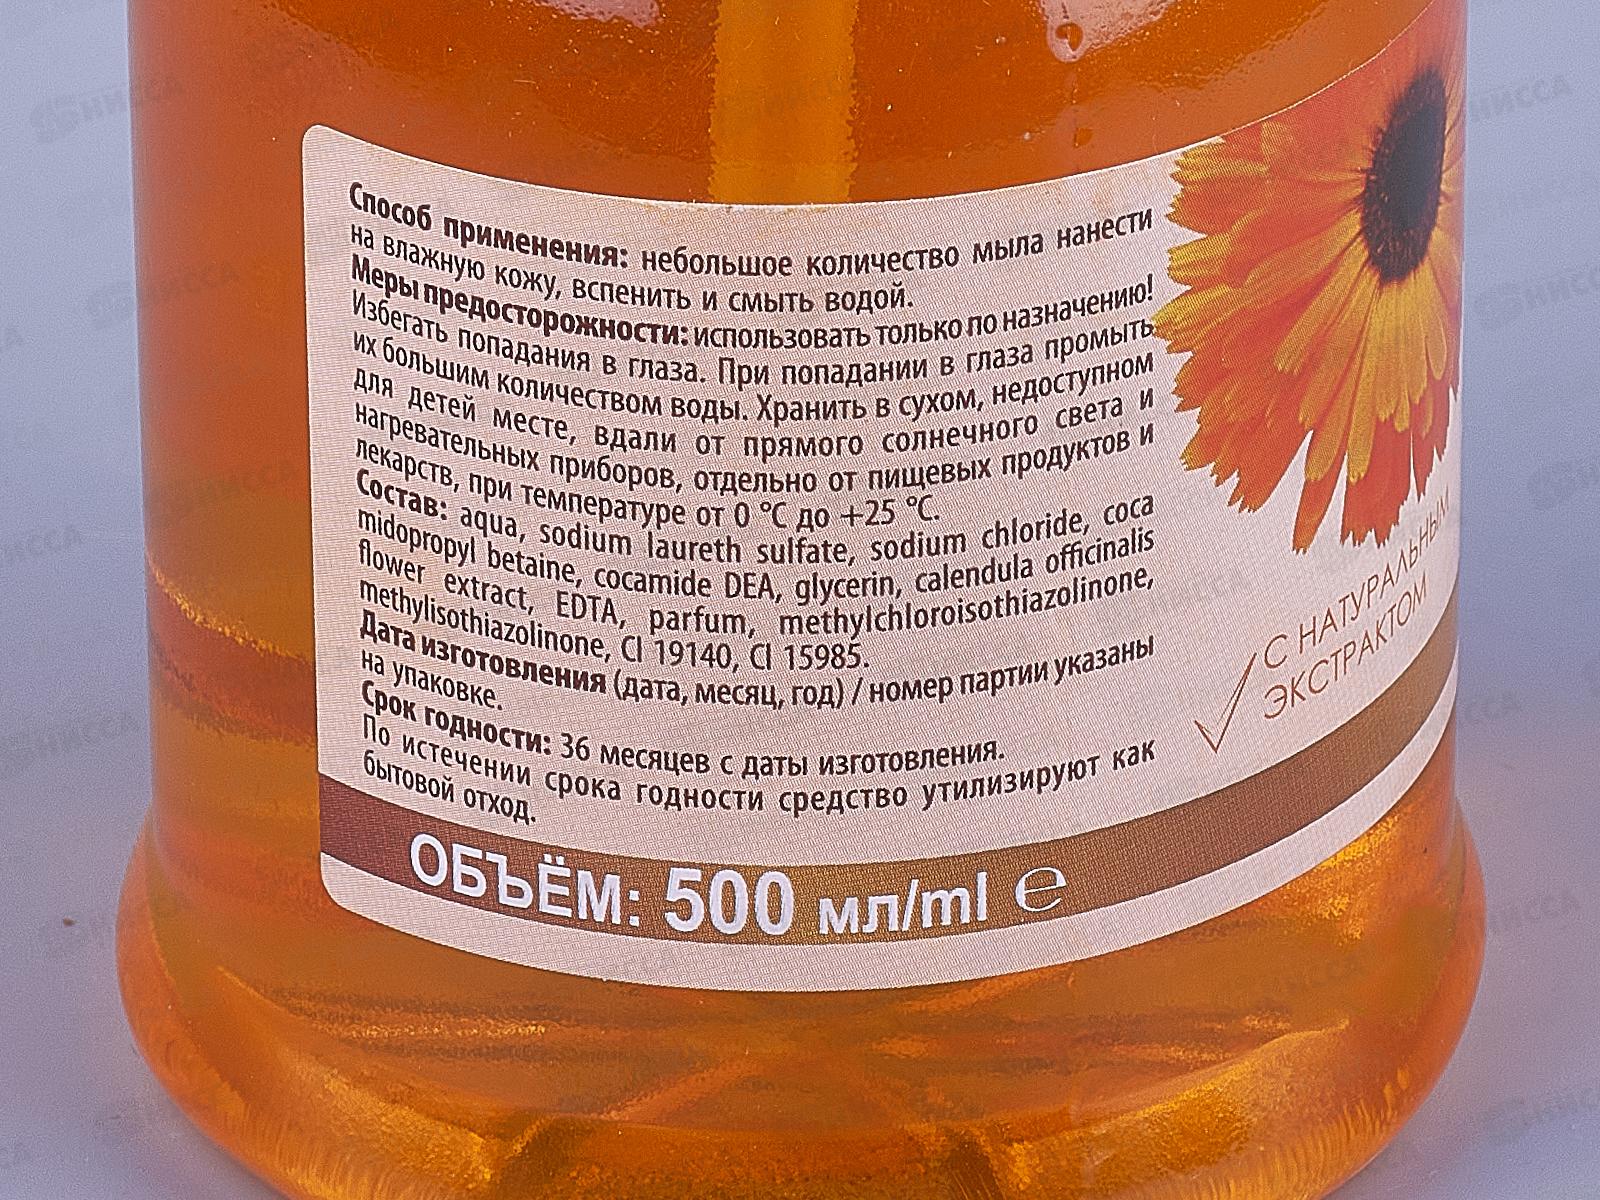 Способ применения: небольшое количество мыла нанести
на влажную кожу, вспенить и смыть водой.
Меры предосторожности: использовать только по назначению!
Избегать попадания в глаза. При попадании в глаза промыть
их большим количеством воды. Хранить в сухом, недоступном
для детей месте, вдали от прямого солнечного света и
нагревательных приборов, отдельно от пищевых продуктов и
лекарств, при температуре от 0 °C до +25 °C.
Состав: aqua, sodium laureth sulfate, sodium chloride, coca
midopropyl betaine, cocamide DEA, glycerin, calendula officinalis
flower extract, EDTA, parfum, methylchloroisothiazolinone,
methylisothiazolinone, CI 19140, CI 15985.
Дата изготовления (дата, месяц, год) / номер партии указаны
на упаковке.
Срок годности: 36 месяцев с даты изготовления.
По истечении срока годности средство утилизируют как
бытовой отход.
ОБЪЁМ: 500 мл/ml ℮
С НАТУРАЛЬНЫМ
ЭКСТРАКТОМ
НИССА